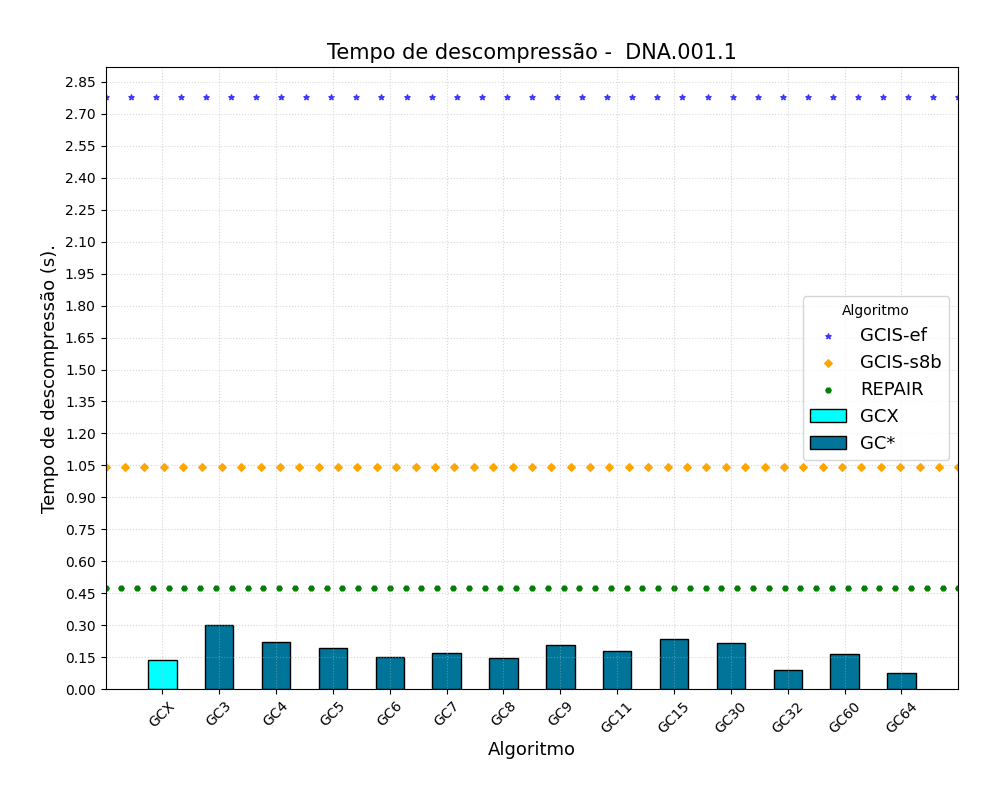 Tempo de descompressão -  DNA.001.1
2.85
2.70
2.55
2.40
2.25
2.10
1.95
1.80
1.65
1.50
1.35
1.20
1.05
0.90
0.75
0.60
0.45
0.30
0.15
0.00
Tempo de descompressão (s).
Algoritmo
GCIS-ef
GCIS-s8b
REPAIR
GCX
GC*
GCX
GC3
GC4
GC5
GC6
GC7
GC8
GC9
GC11
GC15
GC30
GC32
GC60
GC64
Algoritmo